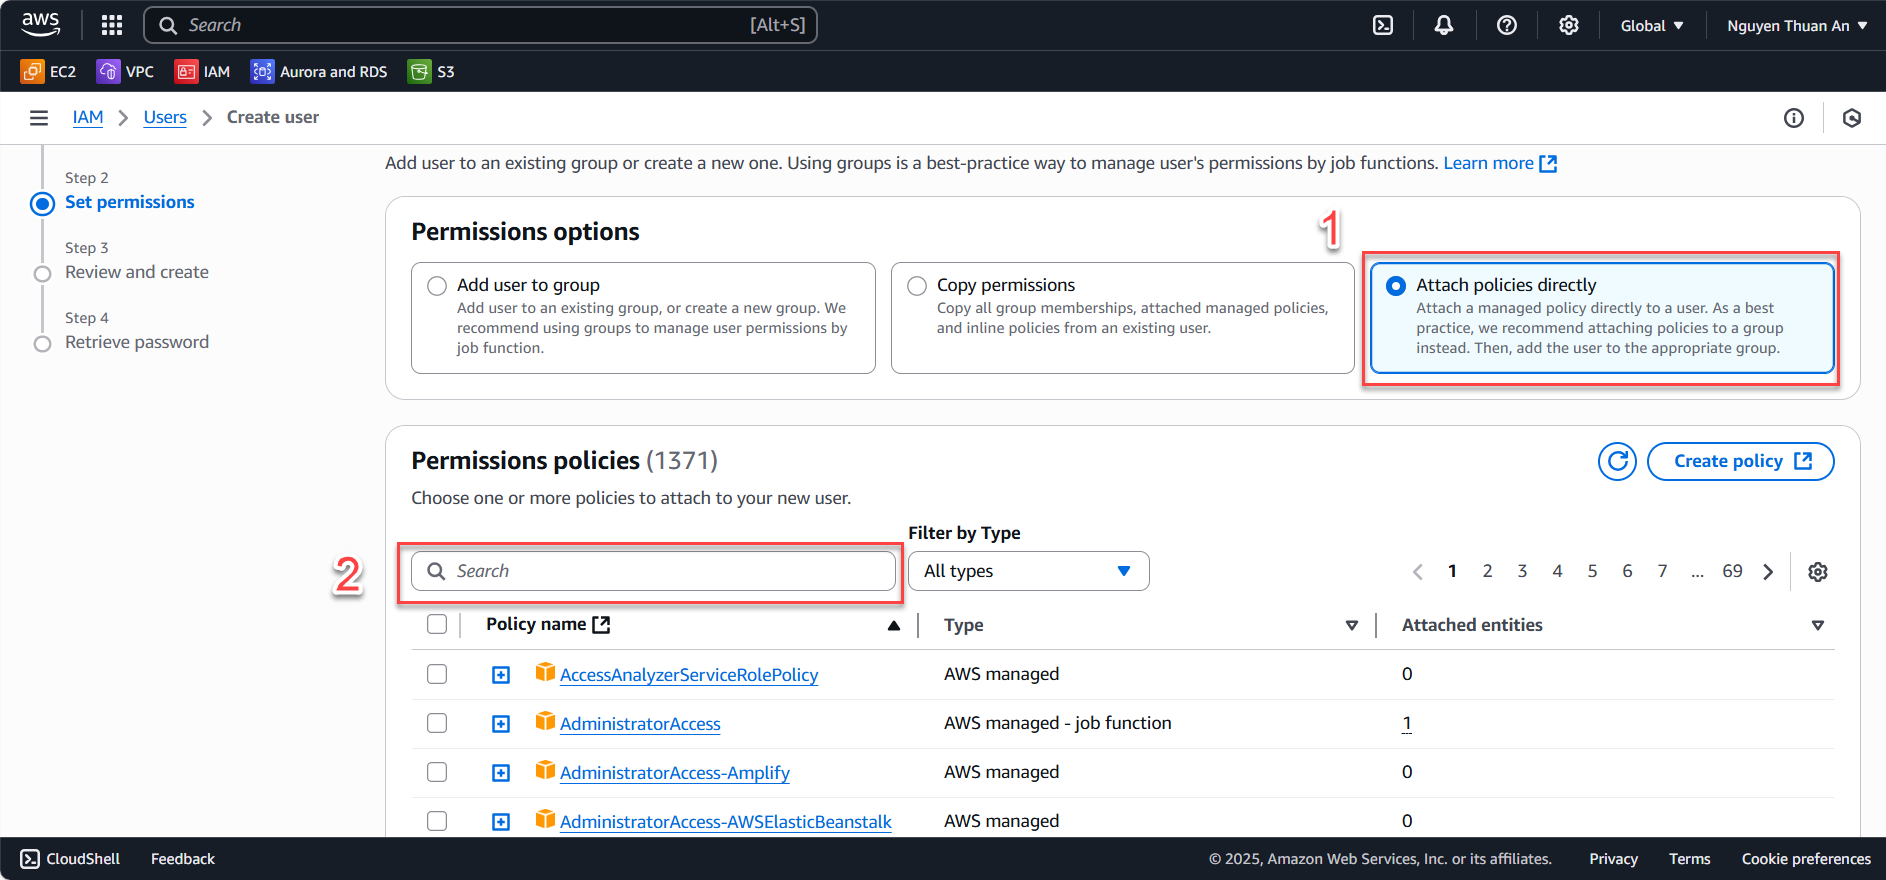 aws
Search
[Alt+S]
Global
Nguyen Thuan An
EC2
VPC
IAM
Aurora and RDS
S3
IAM
Users
Create user
Step 2
Set permissions
Step 3
Review and create
Step 4
Retrieve password
Add user to an existing group or create a new one. Using groups is a best-practice way to manage user's permissions by job functions. Learn more
Permissions options
1
Add user to group
Add user to an existing group, or create a new group. We
recommend using groups to manage user permissions by
job function.
Copy permissions
Copy all group memberships, attached managed policies,
and inline policies from an existing user.
Attach policies directly
Attach a managed policy directly to a user. As a best
practice, we recommend attaching policies to a group
instead. Then, add the user to the appropriate group.
Permissions policies (1371)
Create policy
Choose one or more policies to attach to your new user.
Filter by Type
2
Search
All types
1 2 3 4 5 6 7 ... 69
Policy name
Type
Attached entities
AccessAnalyzerServiceRolePolicy
AWS managed
0
AdministratorAccess
AWS managed - job function
1
AdministratorAccess-Amplify
AWS managed
0
AdministratorAccess-AWSElasticBeanstalk
AWS managed
0
CloudShell
Feedback
© 2025, Amazon Web Services, Inc. or its affiliates.
Privacy
Terms
Cookie preferences